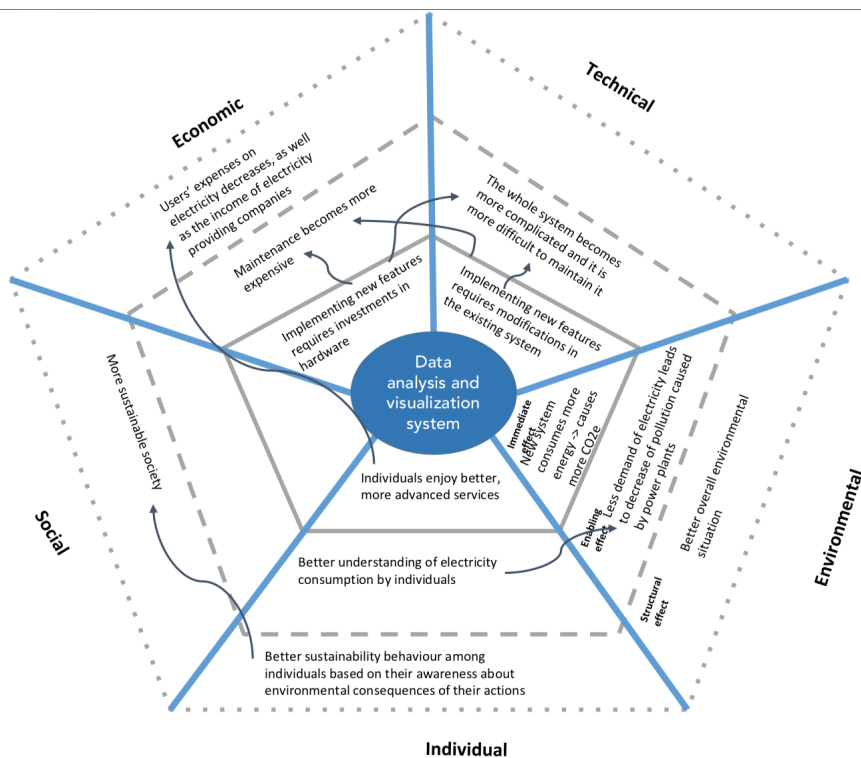 Economic
Technical
Users' expenses on
electricity decreases, as well
as the income of electricity
providing companies
Maintenance becomes more
expensive
Implementing new features
requires investments in
hardware
The whole system becomes
more complicated and it is
more difficult to maintain it
Implementing new features
requires modifications in
the existing system
Data
analysis and
visualization
system
Immediate
effect
New system
consumes more
energy -> causes
more CO2e
Enabling
effect
Less demand of electricity leads
to decrease of pollution caused
by power plants
Structural
effect
Better overall environmental
situation
Environmental
More sustainable society
Social
Individuals enjoy better,
more advanced services
Better understanding of electricity
consumption by individuals
Better sustainability behaviour among
individuals based on their awareness about
environmental consequences of their actions
Individual